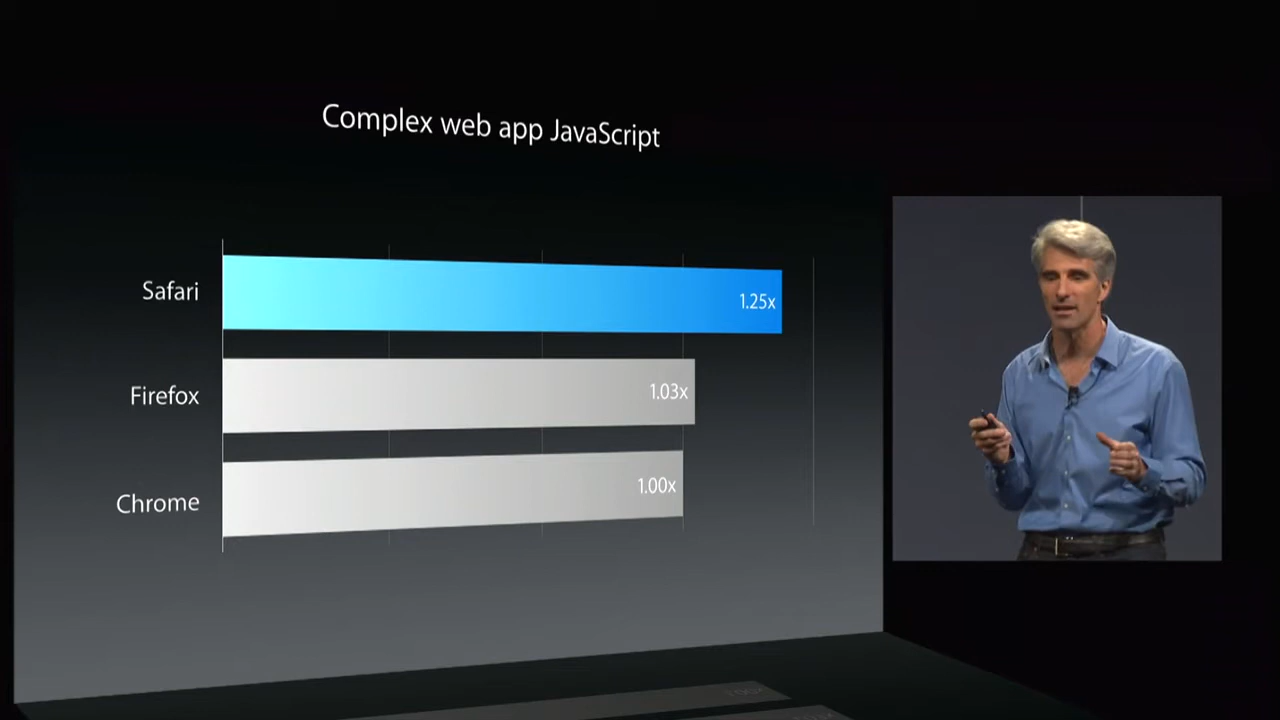 Complex web app JavaScript
Safari
1.25x
Firefox
1.03x
Chrome
1.00x